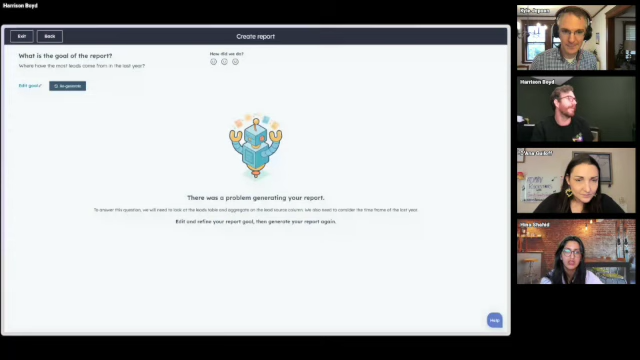 Harrison Boyd
Exit
Back
Create report
What is the goal of the report?
Where have the most leads come from in the last year?
How did we do?
Edit goals
Re-generate
There was a problem generating your report.
To answer this question, we will need to look at the leads table and aggregate on the lead source column. We also need to consider the time frame of the last year.
Edit and refine your report goal, then generate your report again.
Help
Kyle Jepson
Harrison Boyd
Hina Shahid